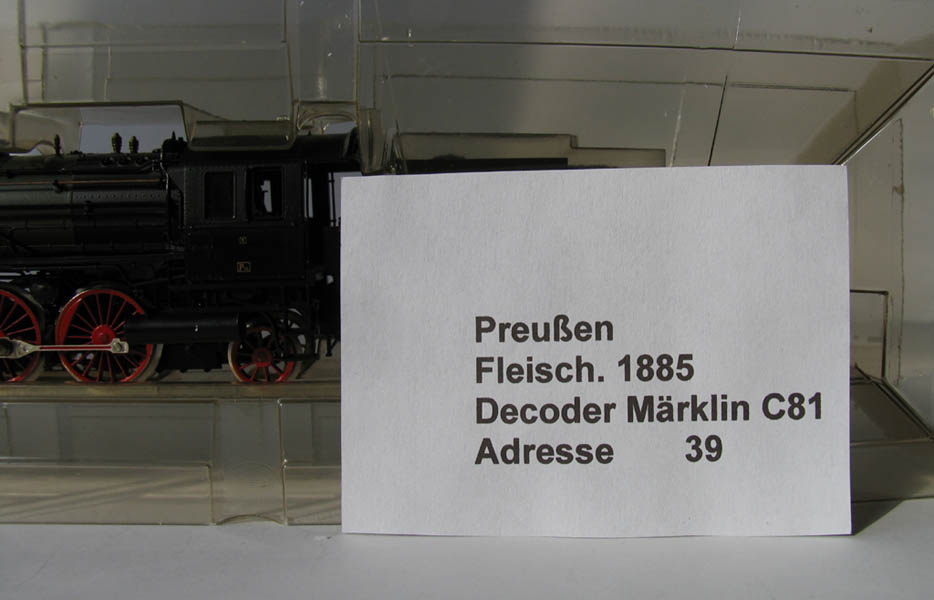 Preußen
Fleisch. 1885
Decoder Märklin C81
Adresse 39